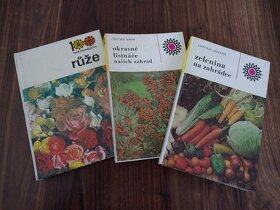 100
růže
okrasné
listnáče
našich zahrad
zelenina
na zahrádce